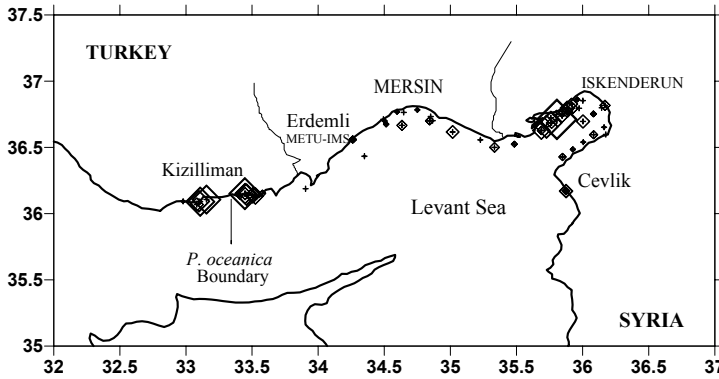 37.5
TURKEY
37
MERSIN
ISKENDERUN
Erdemli
METU-IMS
36.5
Kizilliman
Cevlik
36
Levant Sea
P. oceanica
Boundary
35.5
SYRIA
35
32 32.5 33 33.5 34 34.5 35 35.5 36 36.5 37